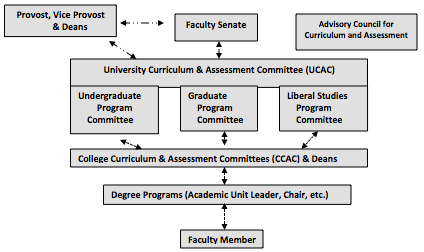 Provost, Vice Provost
& Deans
Faculty Senate
Advisory Council for
Curriculum and Assessment
University Curriculum & Assessment Committee (UCAC)
Undergraduate
Program
Committee
Graduate
Program
Committee
Liberal Studies
Program
Committee
College Curriculum & Assessment Committees (CCAC) & Deans
Degree Programs (Academic Unit Leader, Chair, etc.)
Faculty Member